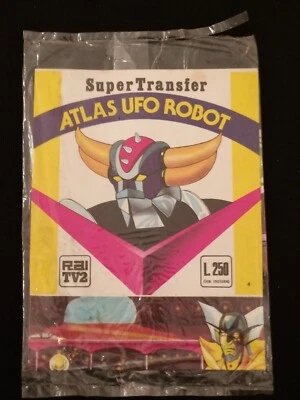 Super Transfer
ATLAS UFO ROBOT
RAI
TV2
L. 250